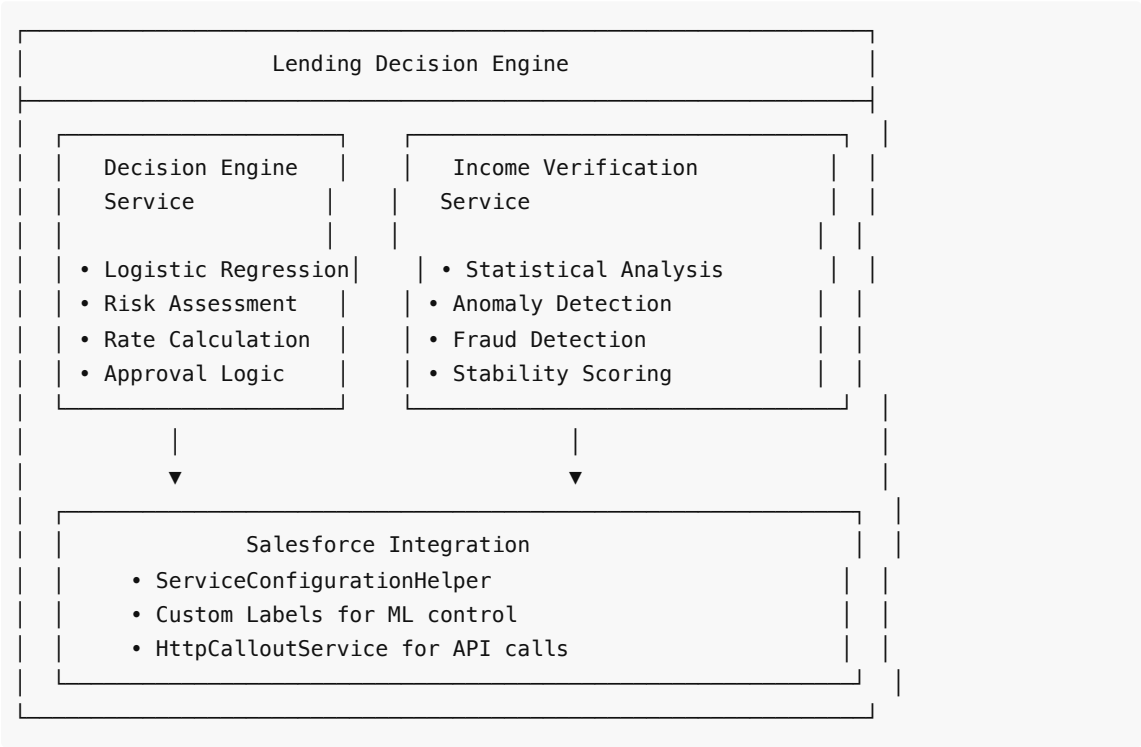 Lending Decision Engine
Decision Engine
Service
• Logistic Regression
• Risk Assessment
• Rate Calculation
• Approval Logic
Income Verification
Service
• Statistical Analysis
• Anomaly Detection
• Fraud Detection
• Stability Scoring
Salesforce Integration
• ServiceConfigurationHelper
• Custom Labels for ML control
• HttpCalloutService for API calls